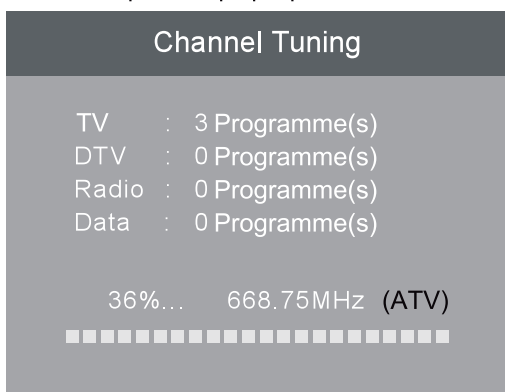 Channel Tuning
TV : 3 Programme(s)
DTV : 0 Programme(s)
Radio : 0 Programme(s)
Data : 0 Programme(s)
36%... 668.75MHz (ATV)